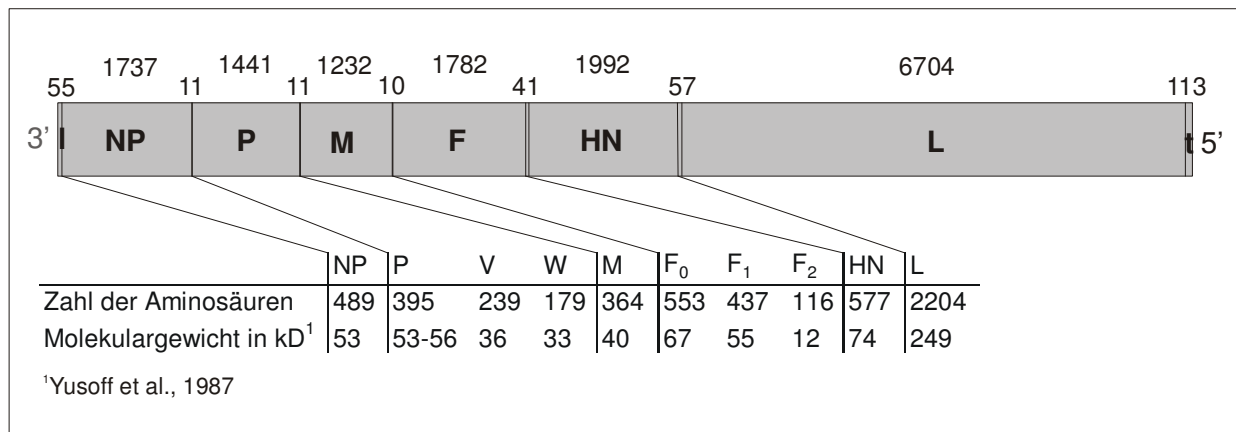 1737 1441 1232 1782 1992 6704
55 11 11 10 41 57 113
3' l NP P M F HN L t 5'
NP P V W M F₀ F₁ F₂ HN L
Zahl der Aminosäuren 489 395 239 179 364 553 437 116 577 2204
Molekulargewicht in kD¹ 53 53-56 36 33 40 67 55 12 74 249
¹Yusoff et al., 1987